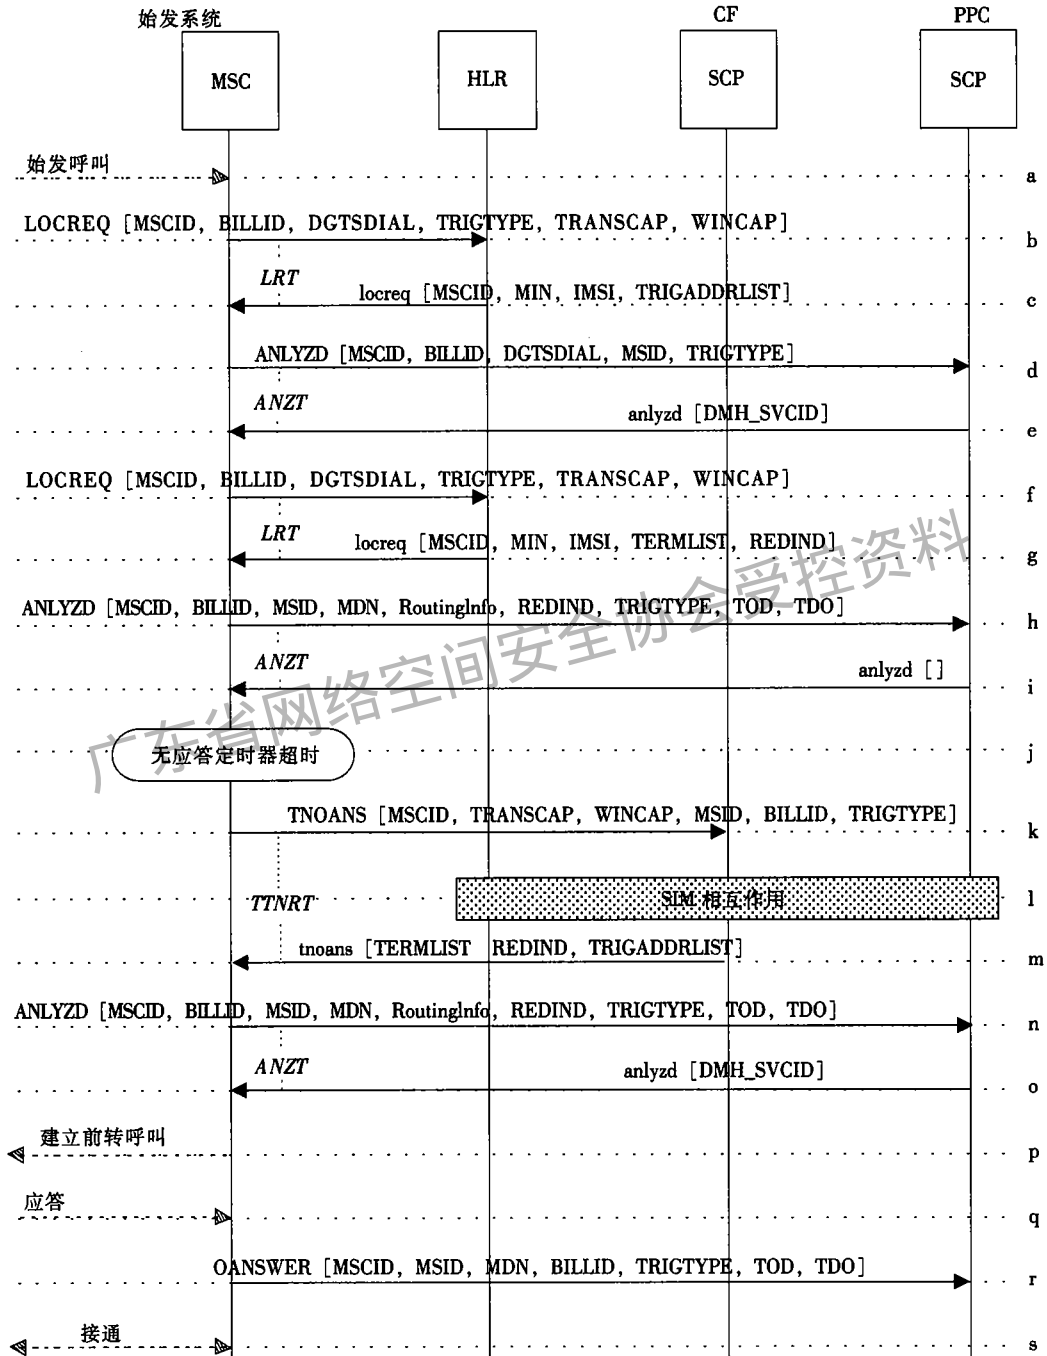 始发系统 CF PPC
MSC HLR SCP SCP
始发呼叫
a
LOCREQ [MSCID, BILLID, DGTSDIAL, TRIGTYPE, TRANSCAP, WINCAP]
b
LRT
locreq [MSCID, MIN, IMSI, TRIGADDRLIST]
c
ANLYZD [MSCID, BILLID, DGTSDIAL, MSID, TRIGTYPE]
d
ANZT
anlyzd [DMH_SVCID]
e
LOCREQ [MSCID, BILLID, DGTSDIAL, TRIGTYPE, TRANSCAP, WINCAP]
f
LRT
locreq [MSCID, MIN, IMSI, TERMLIST, REDIND]
g
ANLYZD [MSCID, BILLID, MSID, MDN, RoutingInfo, REDIND, TRIGTYPE, TOD, TDO]
h
ANZT
anlyzd []
i
无应答定时器超时
j
TNOANS [MSCID, TRANSCAP, WINCAP, MSID, BILLID, TRIGTYPE]
k
TTNRT
SIM 相互作用
l
tnoans [TERMLIST REDIND, TRIGADDRLIST]
m
ANLYZD [MSCID, BILLID, MSID, MDN, RoutingInfo, REDIND, TRIGTYPE, TOD, TDO]
n
ANZT
anlyzd [DMH_SVCID]
o
建立前转呼叫
p
应答
q
OANSWER [MSCID, MSID, MDN, BILLID, TRIGTYPE, TOD, TDO]
r
接通
s
广东省网络空间安全协会受控资料